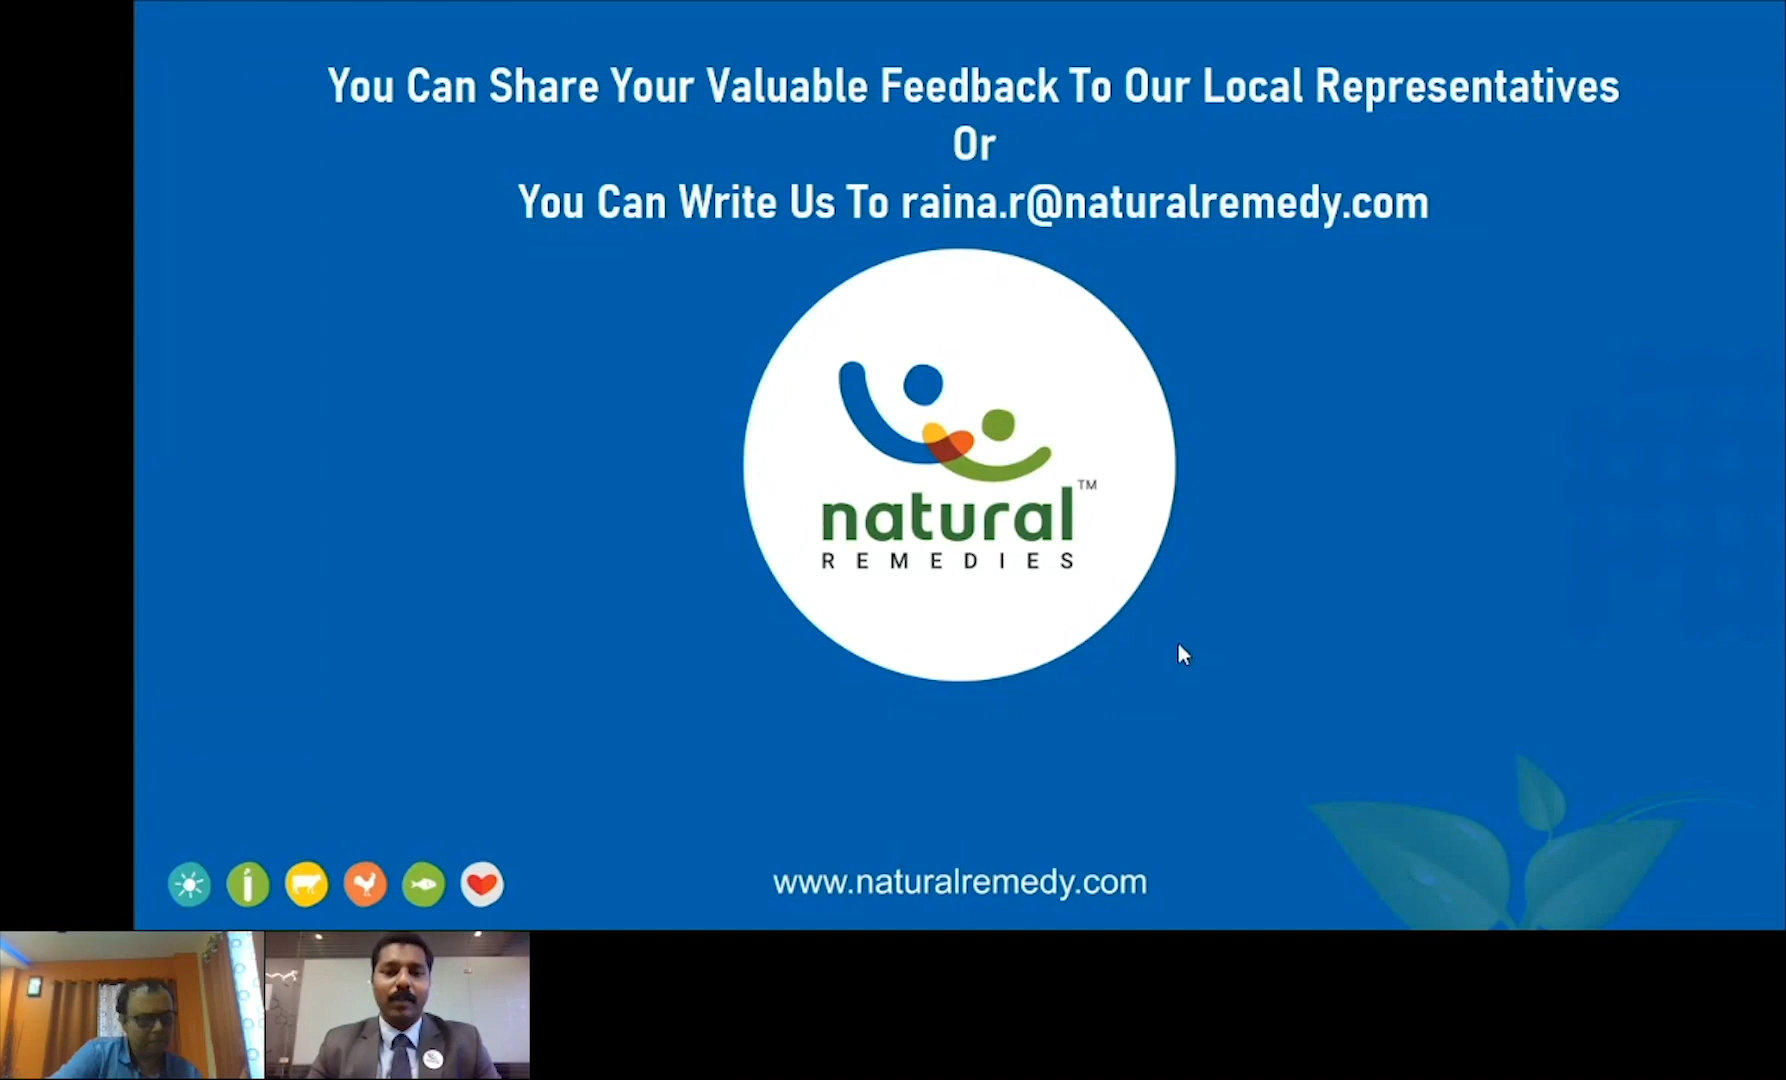 You Can Share Your Valuable Feedback To Our Local Representatives
Or
You Can Write Us To raina.r@naturalremedy.com
natural™
REMEDIES
www.naturalremedy.com